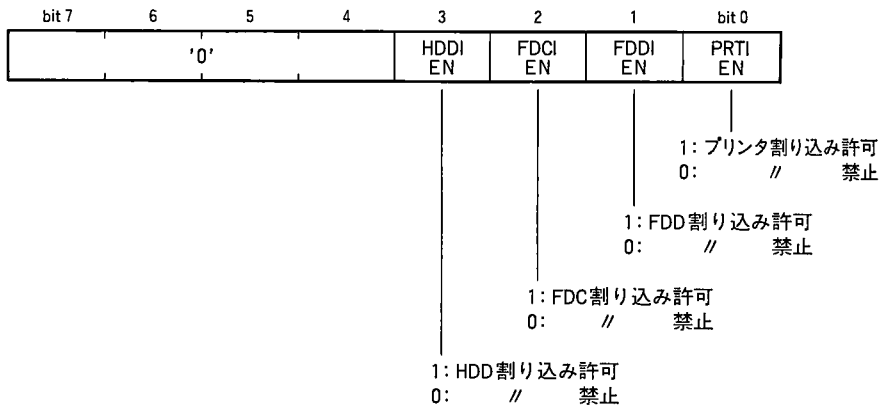 bit 7 6 5 4 3 2 1 bit 0
'0' HDDI EN FDCI EN FDDI EN PRTI EN
1: プリンタ割り込み許可
0: 〃 禁止
1: FDD割り込み許可
0: 〃 禁止
1: FDC割り込み許可
0: 〃 禁止
1: HDD割り込み許可
0: 〃 禁止